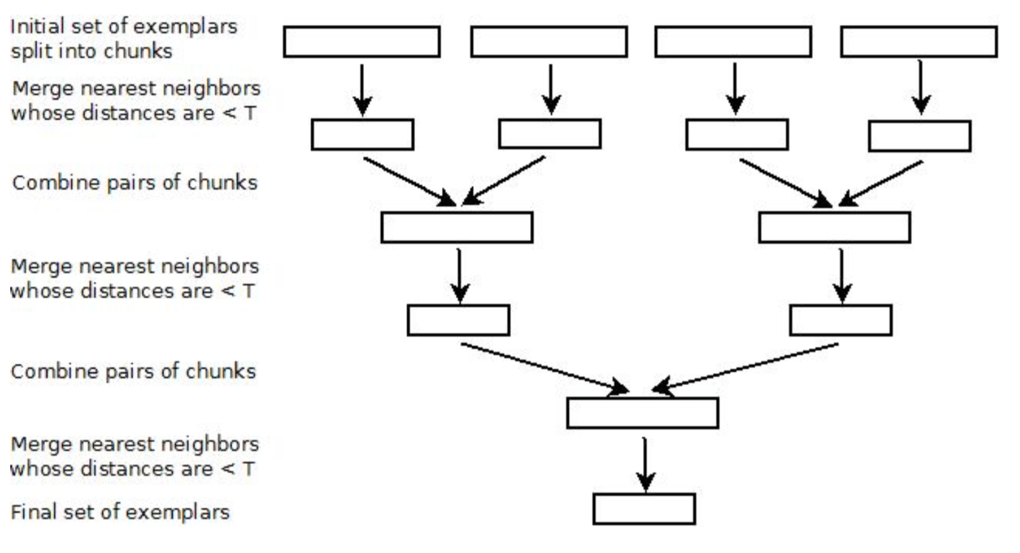 Initial set of exemplars
split into chunks
Merge nearest neighbors
whose distances are < T
Combine pairs of chunks
Merge nearest neighbors
whose distances are < T
Combine pairs of chunks
Merge nearest neighbors
whose distances are < T
Final set of exemplars